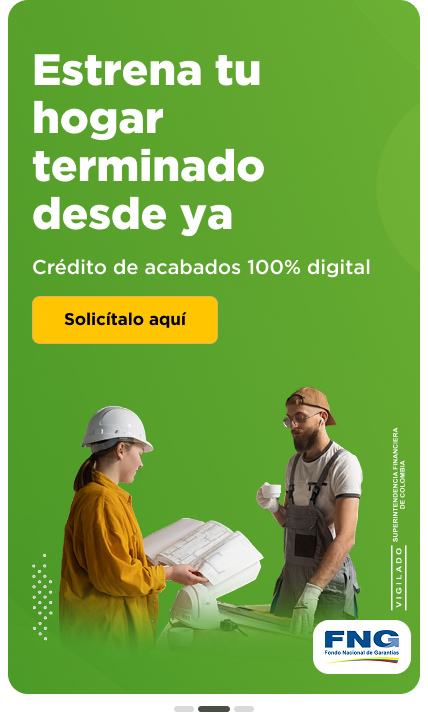 Estrena tu
hogar
terminado
desde ya
Crédito de acabados 100% digital
Solicítalo aquí
VIGILADO
SUPERINTENDENCIA FINANCIERA
DE COLOMBIA
FNG
Fondo Nacional de Garantías